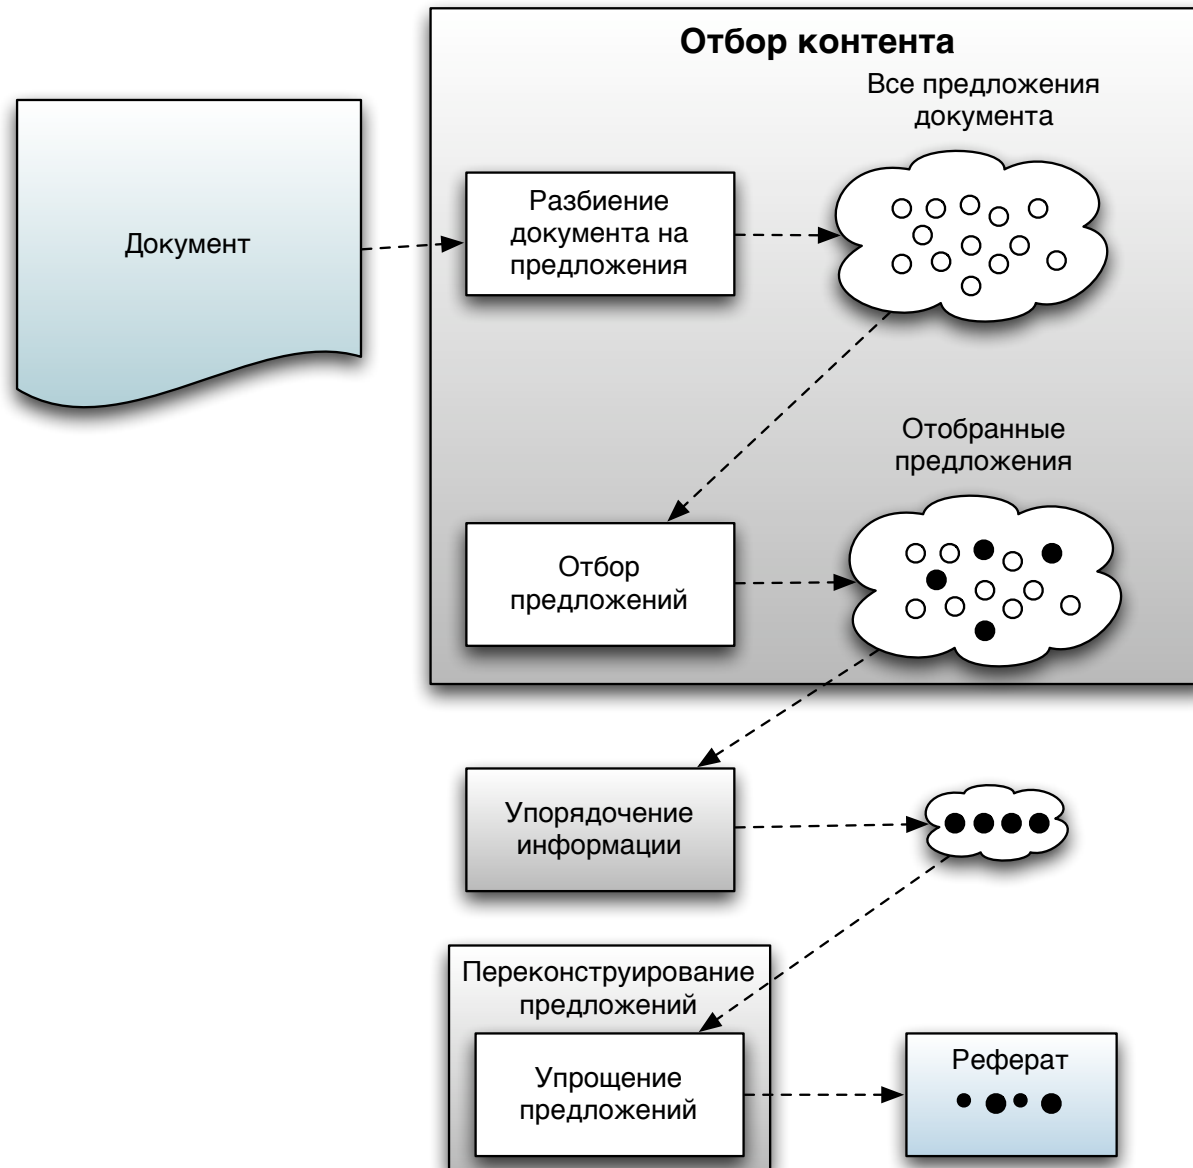 Отбор контента
Все предложения
документа
Документ
Разбиение
документа на
предложения
Отобранные
предложения
Отбор
предложений
Упорядочение
информации
Переконструирование
предложений
Упрощение
предложений
Реферат